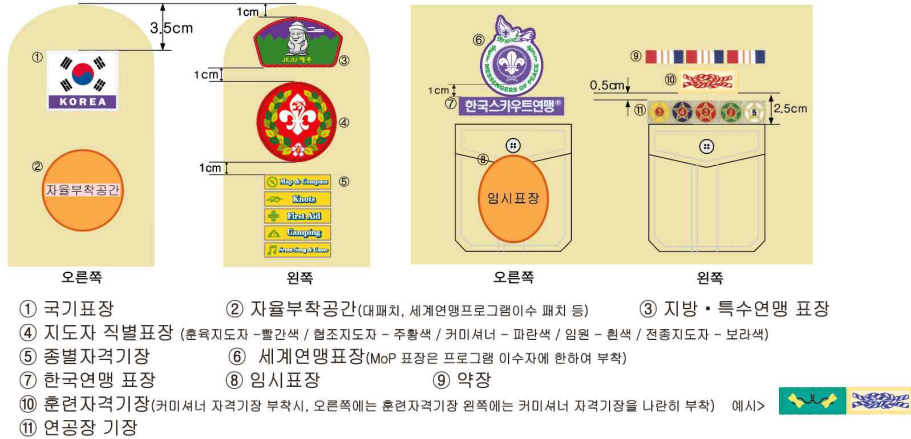 3.5cm
1cm
①
KOREA
JEJU 제주
③
1cm
④
②
자율부착공간
1cm
⑤
Map & Compass
Knots
First Aid
Camping
오른쪽
왼쪽
⑥
MESSENGERS OF PEACE
1cm
⑦ 한국스카우트연맹®
⑧
임시표장
⑨
⑩
0.5cm
⑪
3 4 3 2 5
2.5cm
오른쪽
왼쪽
① 국기표장 ② 자율부착공간(대패치, 세계연맹프로그램이수 패치 등) ③ 지방・특수연맹 표장
④ 지도자 직별표장 (훈육지도자 -빨간색 / 협조지도자 - 주황색 / 커미셔너 - 파란색 / 임원 - 흰색 / 전종지도자 - 보라색)
⑤ 종별자격기장 ⑥ 세계연맹표장(MoP 표장은 프로그램 이수자에 한하여 부착)
⑦ 한국연맹 표장 ⑧ 임시표장 ⑨ 약장
⑩ 훈련자격기장(커미셔너 자격기장 부착시, 오른쪽에는 훈련자격기장 왼쪽에는 커미셔너 자격기장을 나란히 부착) 예시>
⑪ 연공장 기장